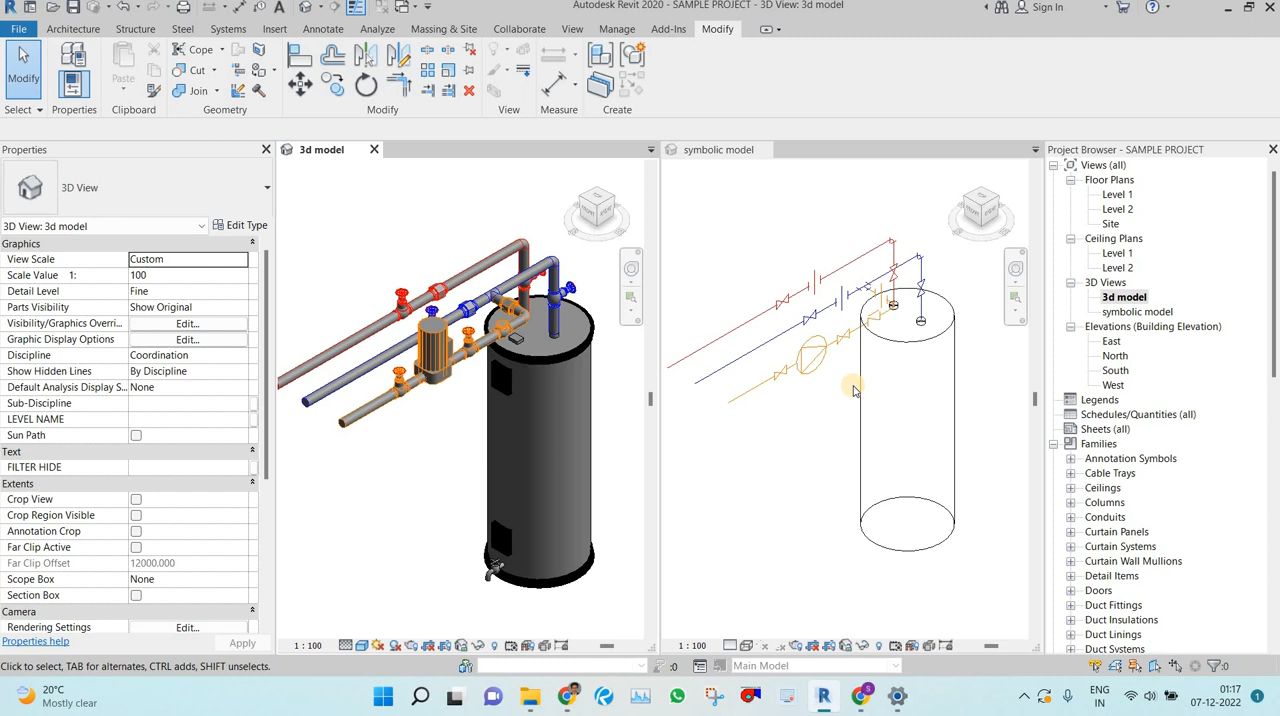 Autodesk Revit 2020 - SAMPLE PROJECT - 3D View: 3d model
Sign In
File Architecture Structure Steel Systems Insert Annotate Analyze Massing & Site Collaborate View Manage Add-Ins Modify
Modify
Select
Properties
Paste
Clipboard
Cope
Cut
Join
Geometry
Modify
View
Measure
Create
Properties
3D View
3D View: 3d model
Edit Type
Graphics
View Scale Custom
Scale Value 1: 100
Detail Level Fine
Parts Visibility Show Original
Visibility/Graphics Overri... Edit...
Graphic Display Options Edit...
Discipline Coordination
Show Hidden Lines By Discipline
Default Analysis Display S... None
Sub-Discipline
LEVEL NAME
Sun Path
Text
FILTER HIDE
Extents
Crop View
Crop Region Visible
Annotation Crop
Far Clip Active
Far Clip Offset 12000.000
Scope Box None
Section Box
Camera
Rendering Settings Edit...
Properties help
Apply
3d model
1 : 100
symbolic model
1 : 100
Project Browser - SAMPLE PROJECT
Views (all)
Floor Plans
Level 1
Level 2
Site
Ceiling Plans
Level 1
Level 2
3D Views
3d model
symbolic model
Elevations (Building Elevation)
East
North
South
West
Legends
Schedules/Quantities (all)
Sheets (all)
Families
Annotation Symbols
Cable Trays
Ceilings
Columns
Conduits
Curtain Panels
Curtain Systems
Curtain Wall Mullions
Detail Items
Doors
Duct Fittings
Duct Insulations
Duct Linings
Duct Systems
Click to select, TAB for alternates, CTRL adds, SHIFT unselects.
:0
Main Model
:0
20°C
Mostly clear
ENG
IN
01:17
07-12-2022